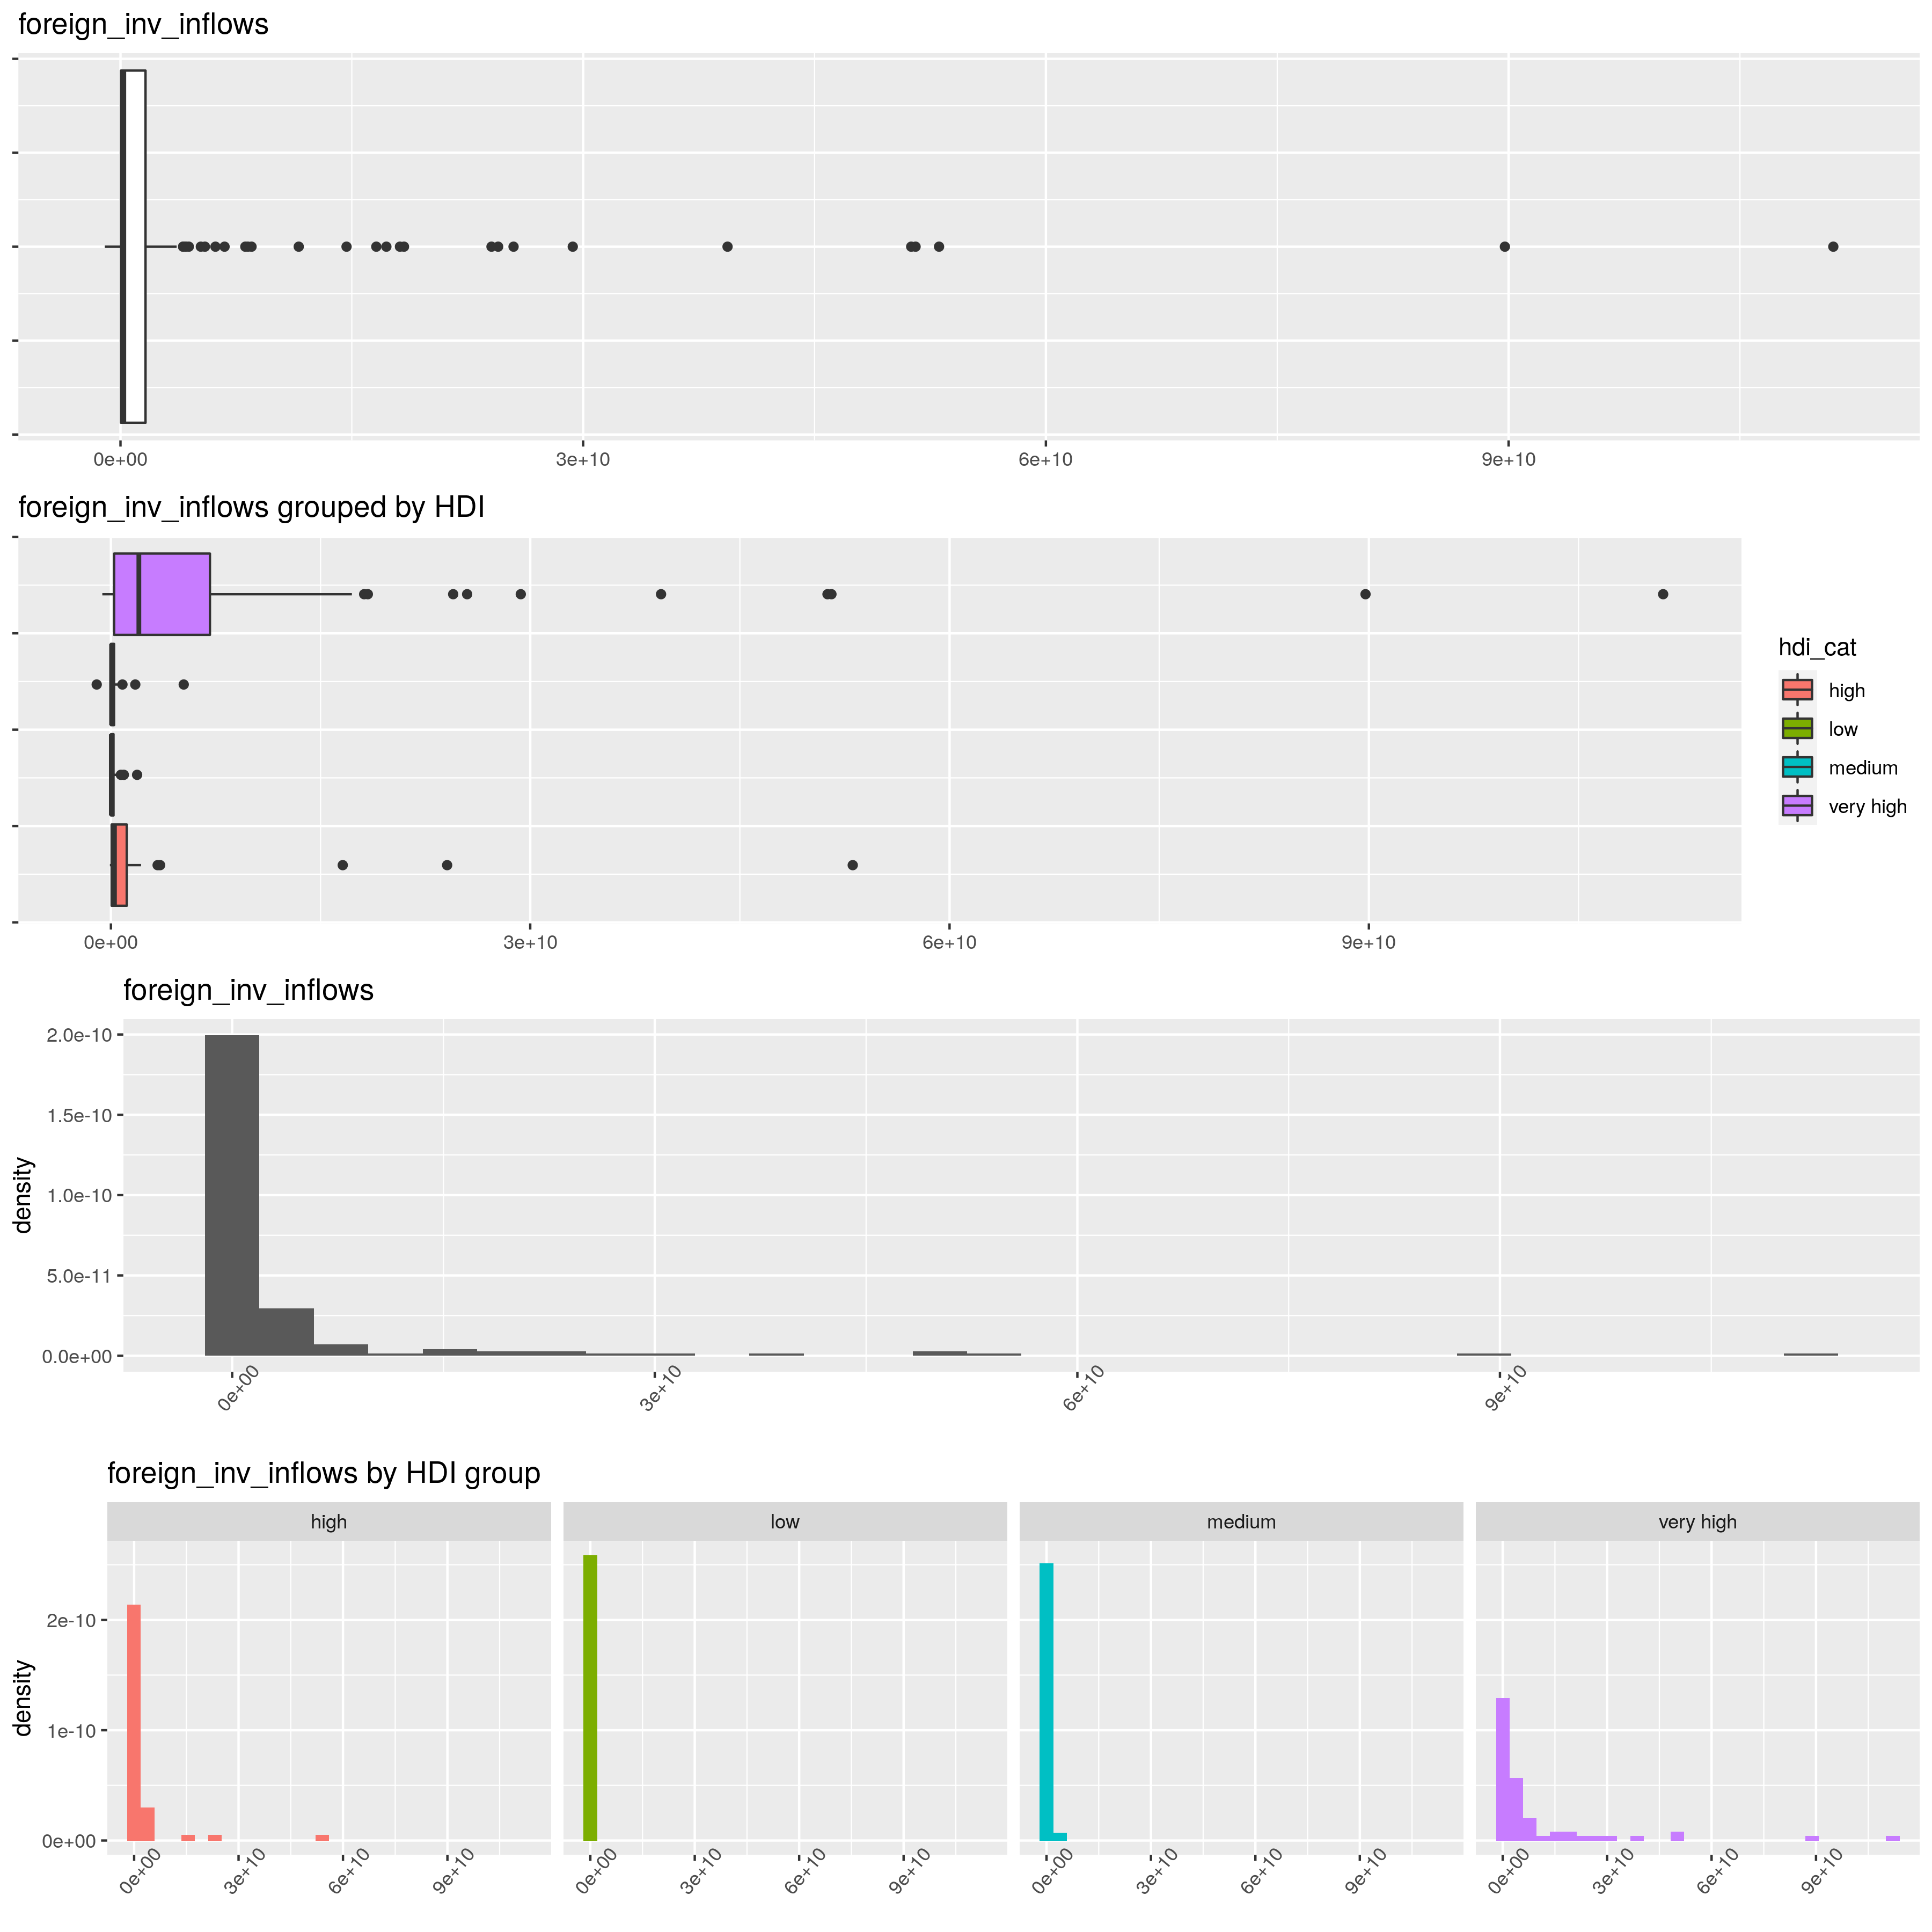 foreign_inv_inflows
0e+00 3e+10 6e+10 9e+10
foreign_inv_inflows grouped by HDI
hdi_cat
high
low
medium
very high
0e+00 3e+10 6e+10 9e+10
foreign_inv_inflows
density
2.0e-10
1.5e-10
1.0e-10
5.0e-11
0.0e+00
0e+00 3e+10 6e+10 9e+10
foreign_inv_inflows by HDI group
high low medium very high
density
2e-10
1e-10
0e+00
0e+00 3e+10 6e+10 9e+10 0e+00 3e+10 6e+10 9e+10 0e+00 3e+10 6e+10 9e+10 0e+00 3e+10 6e+10 9e+10